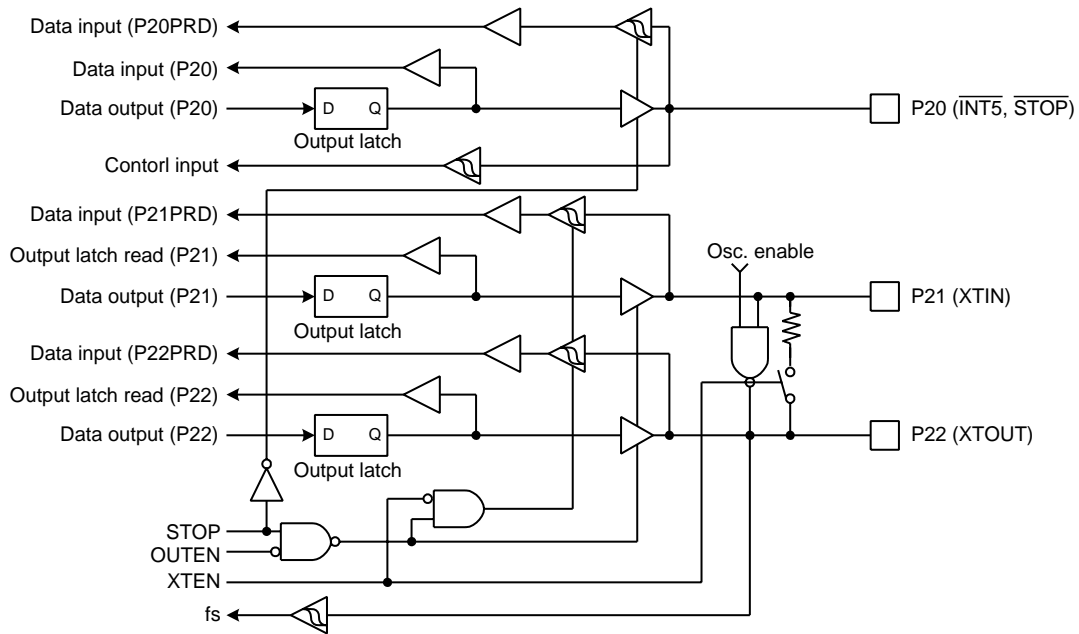 Data input (P20PRD)
Data input (P20)
Data output (P20)
D Q
Output latch
P20 (INT5, STOP)
Contorl input
Data input (P21PRD)
Output latch read (P21)
Osc. enable
Data output (P21)
D Q
Output latch
P21 (XTIN)
Data input (P22PRD)
Output latch read (P22)
Data output (P22)
D Q
Output latch
P22 (XTOUT)
STOP
OUTEN
XTEN
fs